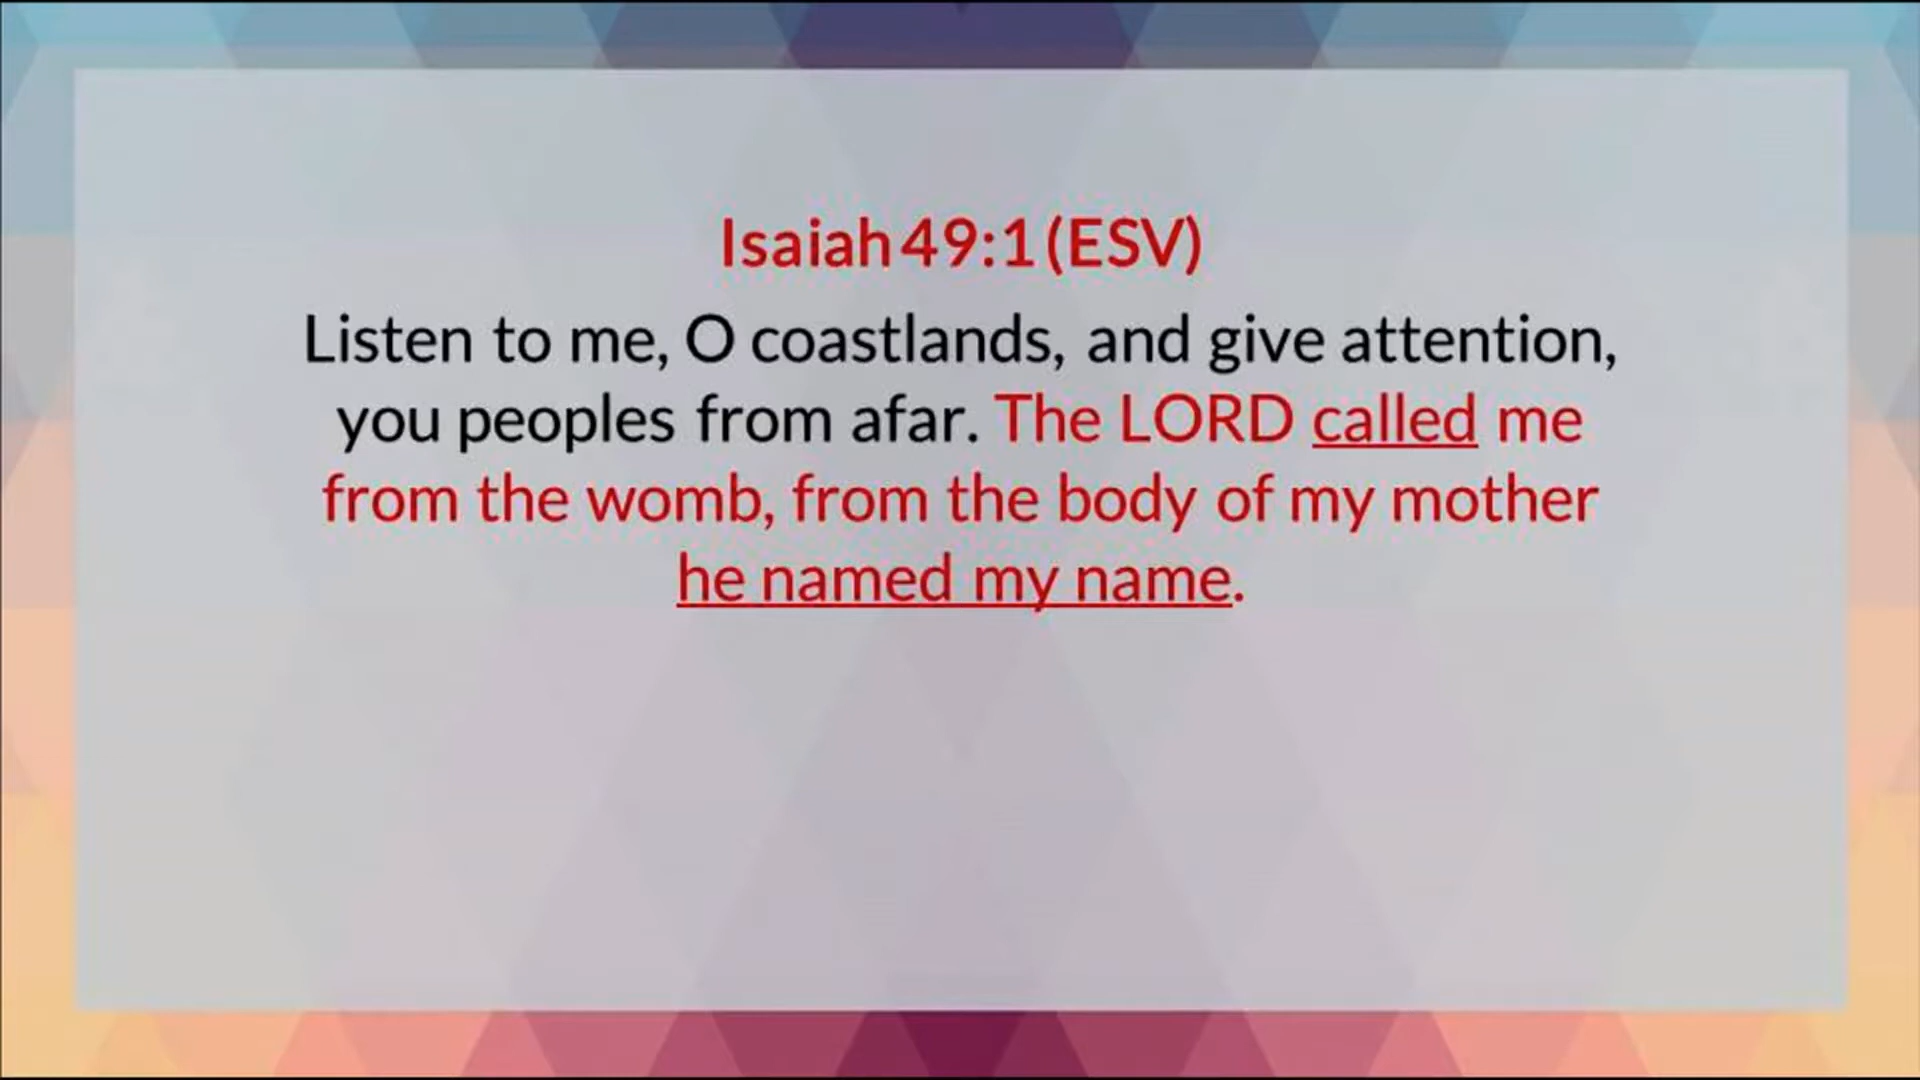 Isaiah 49:1 (ESV)
Listen to me, O coastlands, and give attention,
you peoples from afar. The LORD called me
from the womb, from the body of my mother
he named my name.